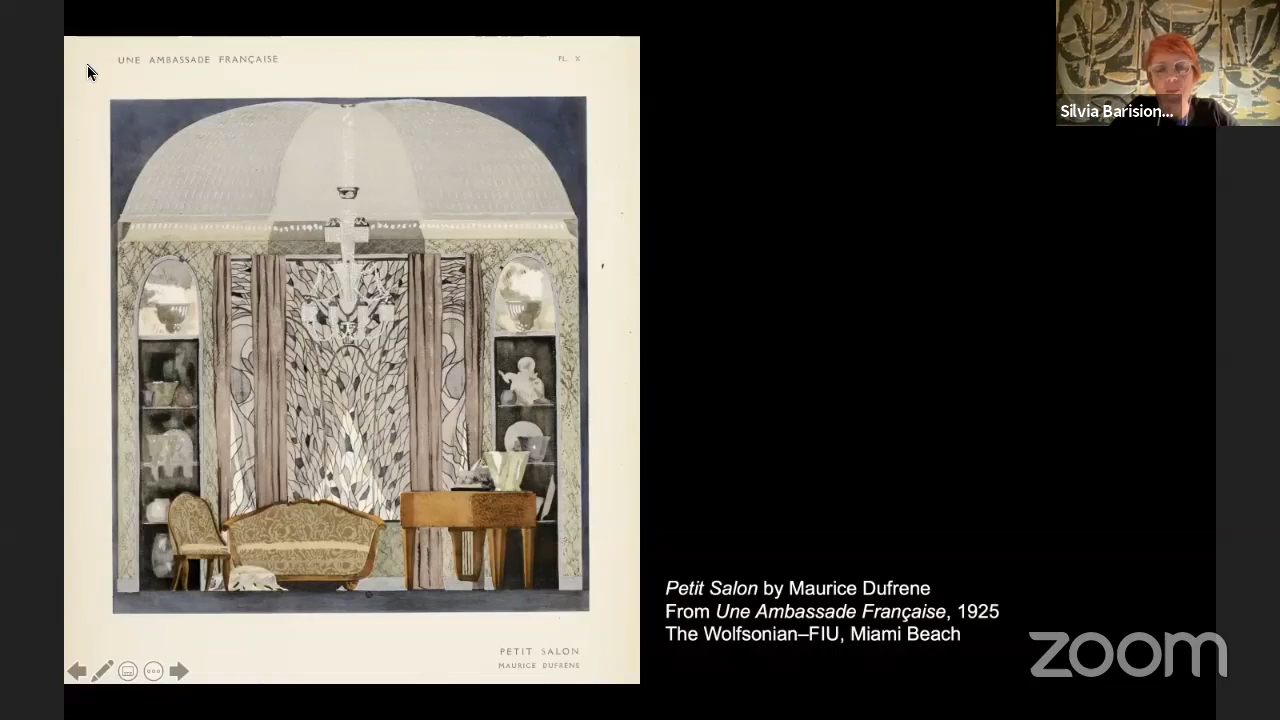 UNE AMBASSADE FRANÇAISE
PL. X
Silvia Barision...
Petit Salon by Maurice Dufrene
From Une Ambassade Française, 1925
The Wolfsonian–FIU, Miami Beach
PETIT SALON
MAURICE DUFRÈNE
zoom